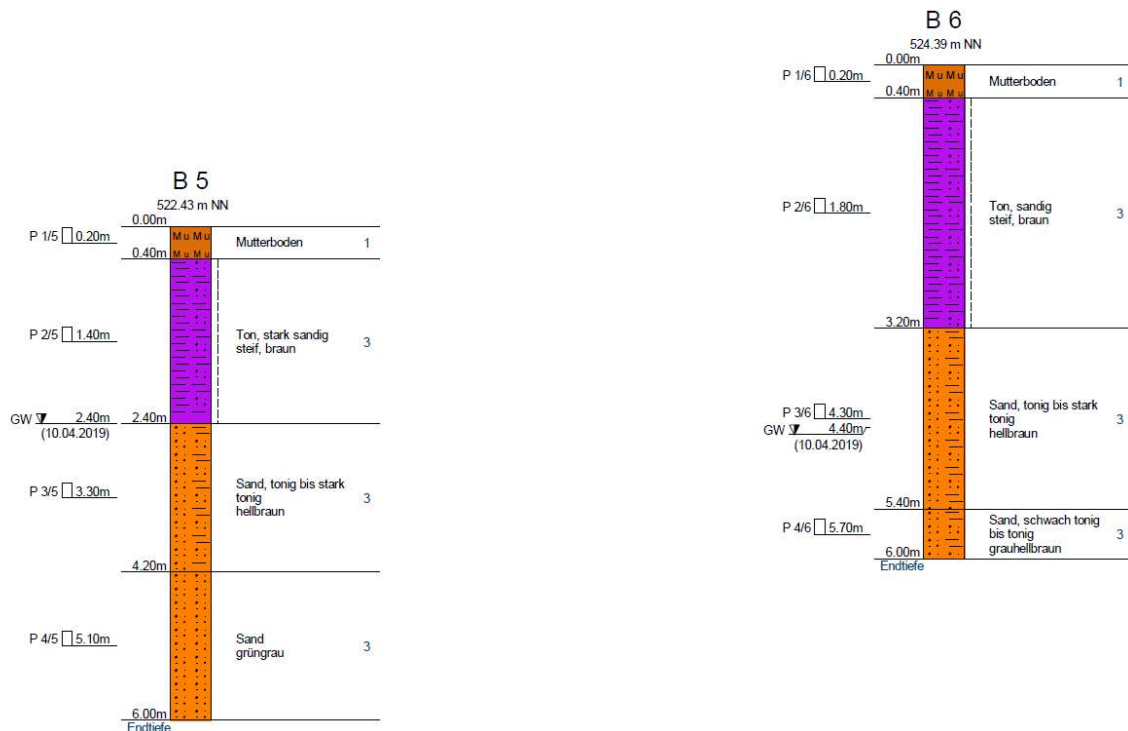 B 5
522.43 m NN
0.00m
P 1/5 0.20m
Mu Mu
Mutterboden 1
0.40m
Mu Mu
P 2/5 1.40m
Ton, stark sandig
steif, braun
3
GW 2.40m
(10.04.2019)
2.40m
P 3/5 3.30m
Sand, tonig bis stark
tonig
hellbraun
3
4.20m
P 4/5 5.10m
Sand
grüngrau
3
6.00m
Endtiefe
B 6
524.39 m NN
0.00m
P 1/6 0.20m
Mu Mu
Mutterboden 1
0.40m
Mu Mu
P 2/6 1.80m
Ton, sandig
steif, braun
3
3.20m
P 3/6 4.30m
GW 4.40m
(10.04.2019)
Sand, tonig bis stark
tonig
hellbraun
3
5.40m
P 4/6 5.70m
Sand, schwach tonig
bis tonig
grauhellbraun
3
6.00m
Endtiefe